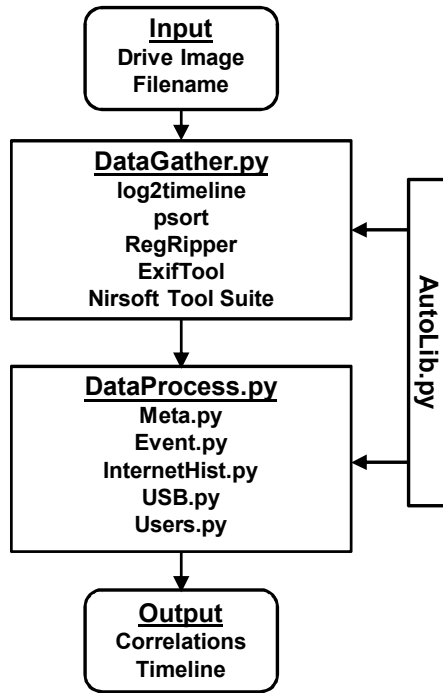 Input
Drive Image
Filename
DataGather.py
log2timeline
psort
RegRipper
ExifTool
Nirsoft Tool Suite
AutoLib.py
DataProcess.py
Meta.py
Event.py
InternetHist.py
USB.py
Users.py
Output
Correlations
Timeline